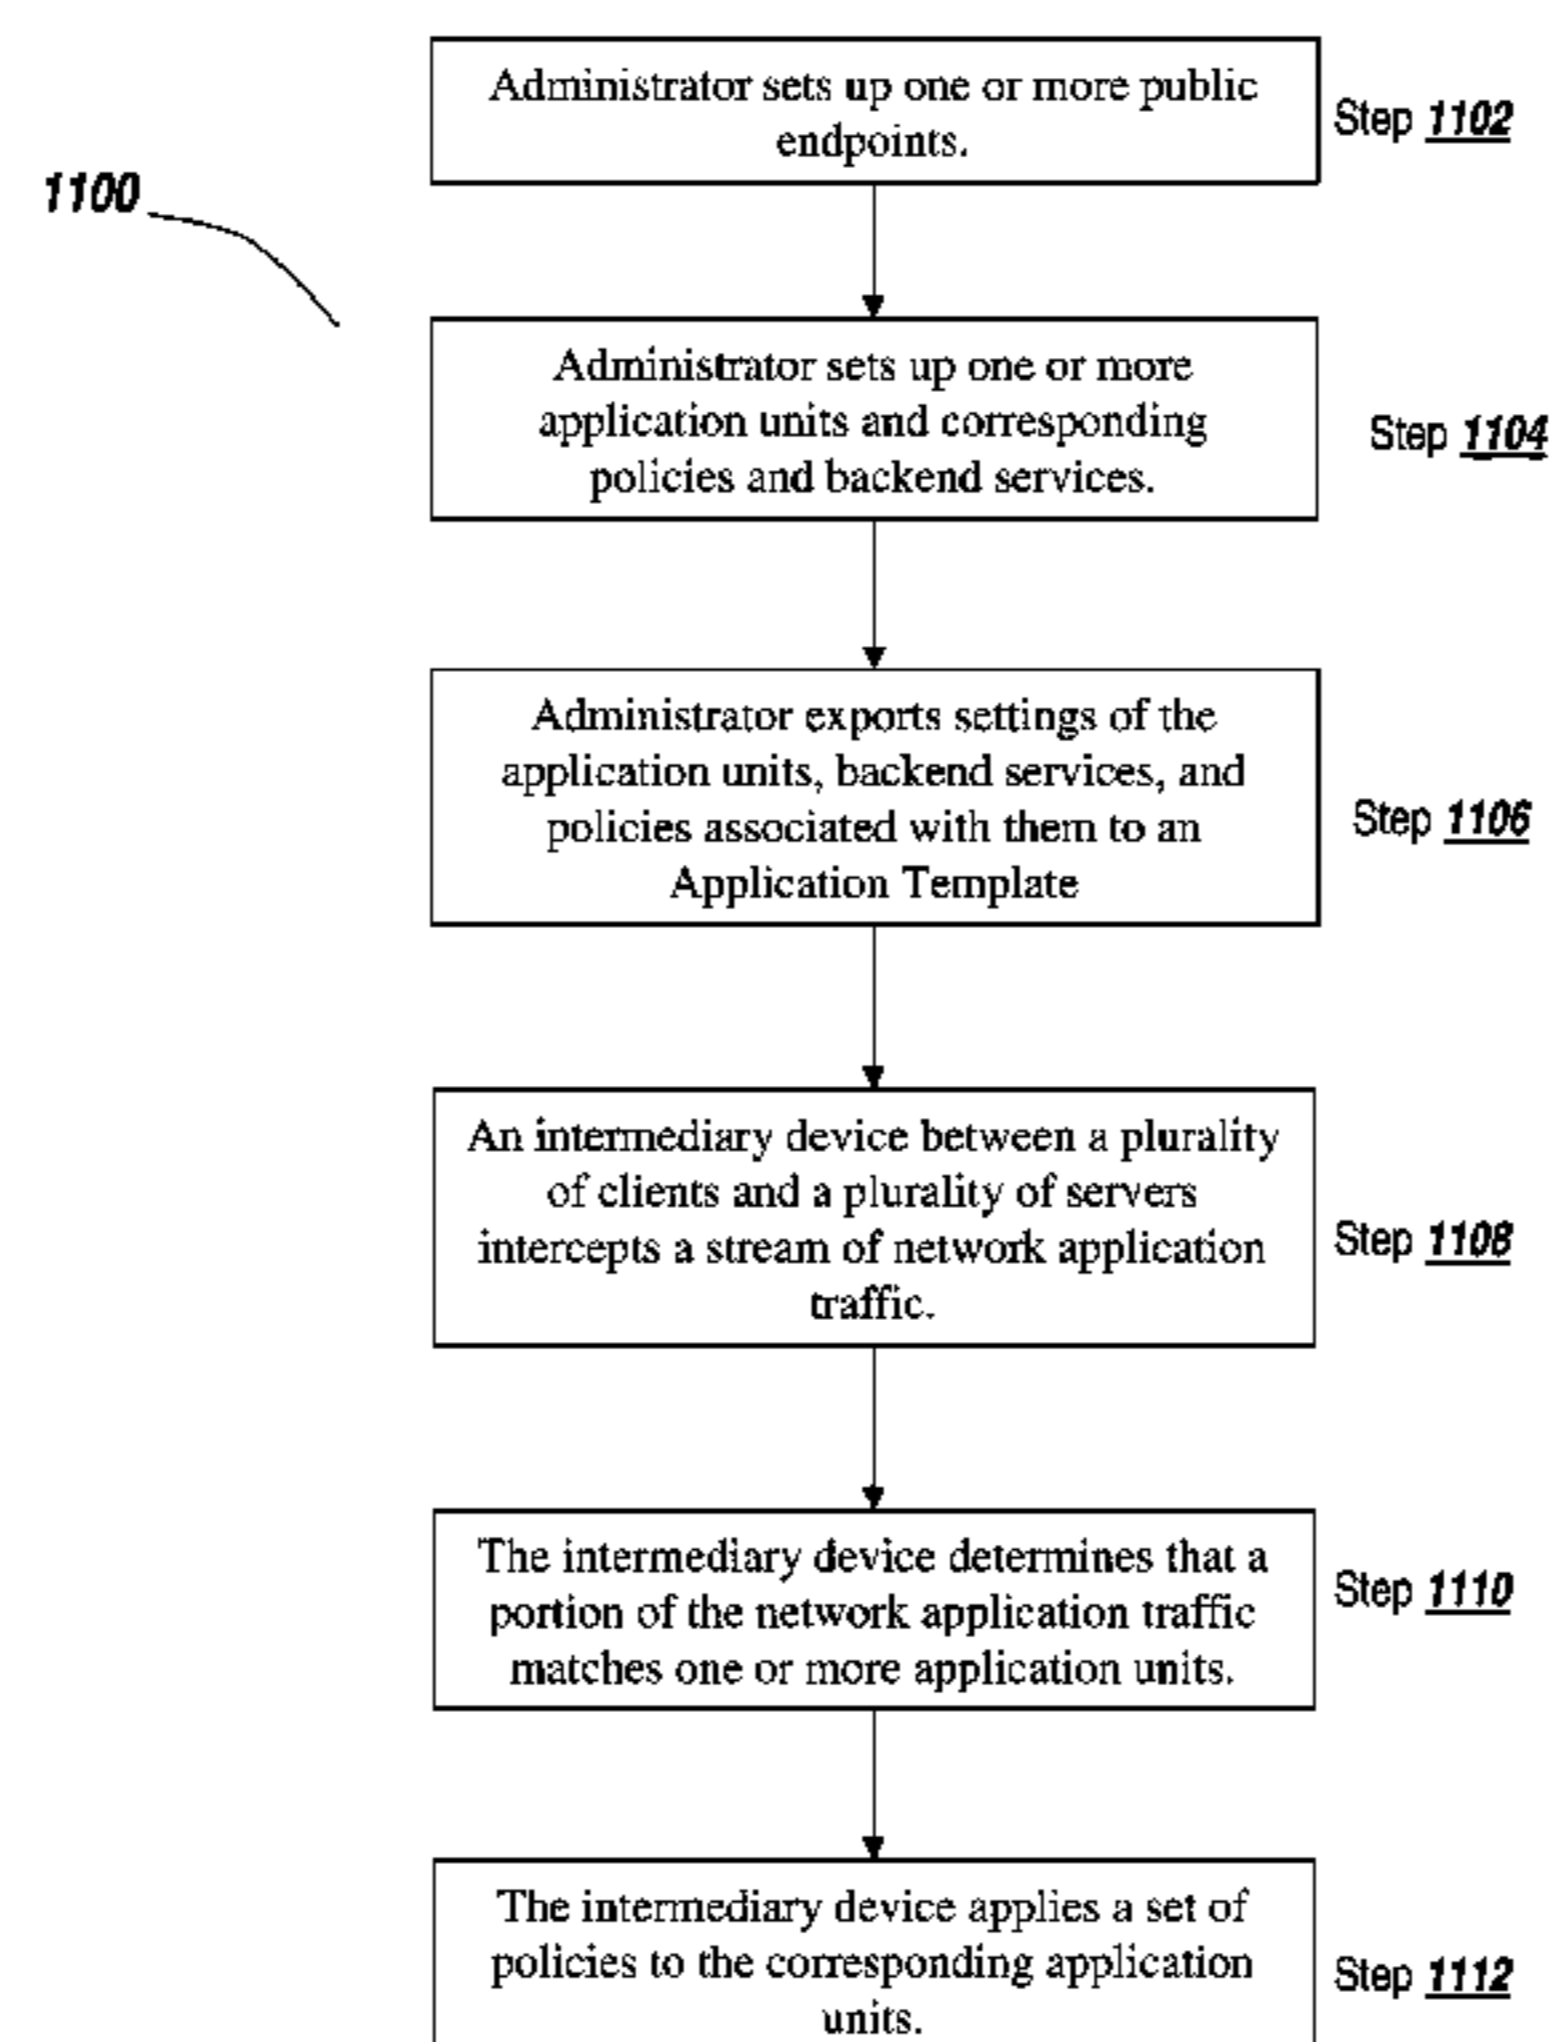 Administrator sets up one or more public
endpoints.
Step 1102
1100
Administrator sets up one or more
application units and corresponding
policies and backend services.
Step 1104
Administrator exports settings of the
application units, backend services, and
policies associated with them to an
Application Template
Step 1106
An intermediary device between a plurality
of clients and a plurality of servers
intercepts a stream of network application
traffic.
Step 1108
The intermediary device determines that a
portion of the network application traffic
matches one or more application units.
Step 1110
The intermediary device applies a set of
policies to the corresponding application
units.
Step 1112